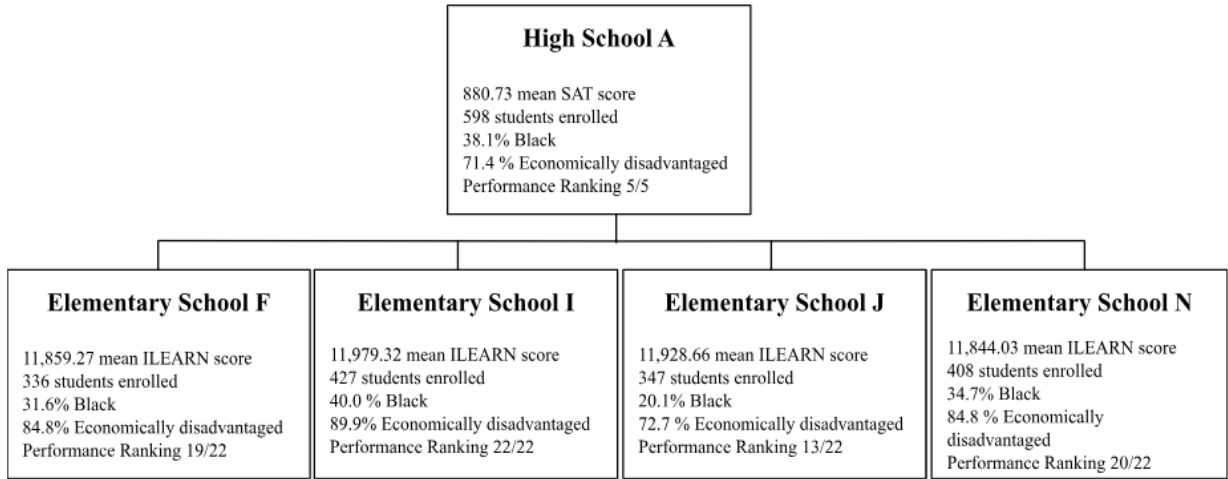 High School A
880.73 mean SAT score
598 students enrolled
38.1% Black
71.4 % Economically disadvantaged
Performance Ranking 5/5
Elementary School F
11,859.27 mean ILEARN score
336 students enrolled
31.6% Black
84.8% Economically disadvantaged
Performance Ranking 19/22
Elementary School I
11,979.32 mean ILEARN score
427 students enrolled
40.0 % Black
89.9% Economically disadvantaged
Performance Ranking 22/22
Elementary School J
11,928.66 mean ILEARN score
347 students enrolled
20.1% Black
72.7 % Economically disadvantaged
Performance Ranking 13/22
Elementary School N
11,844.03 mean ILEARN score
408 students enrolled
34.7% Black
84.8 % Economically
disadvantaged
Performance Ranking 20/22